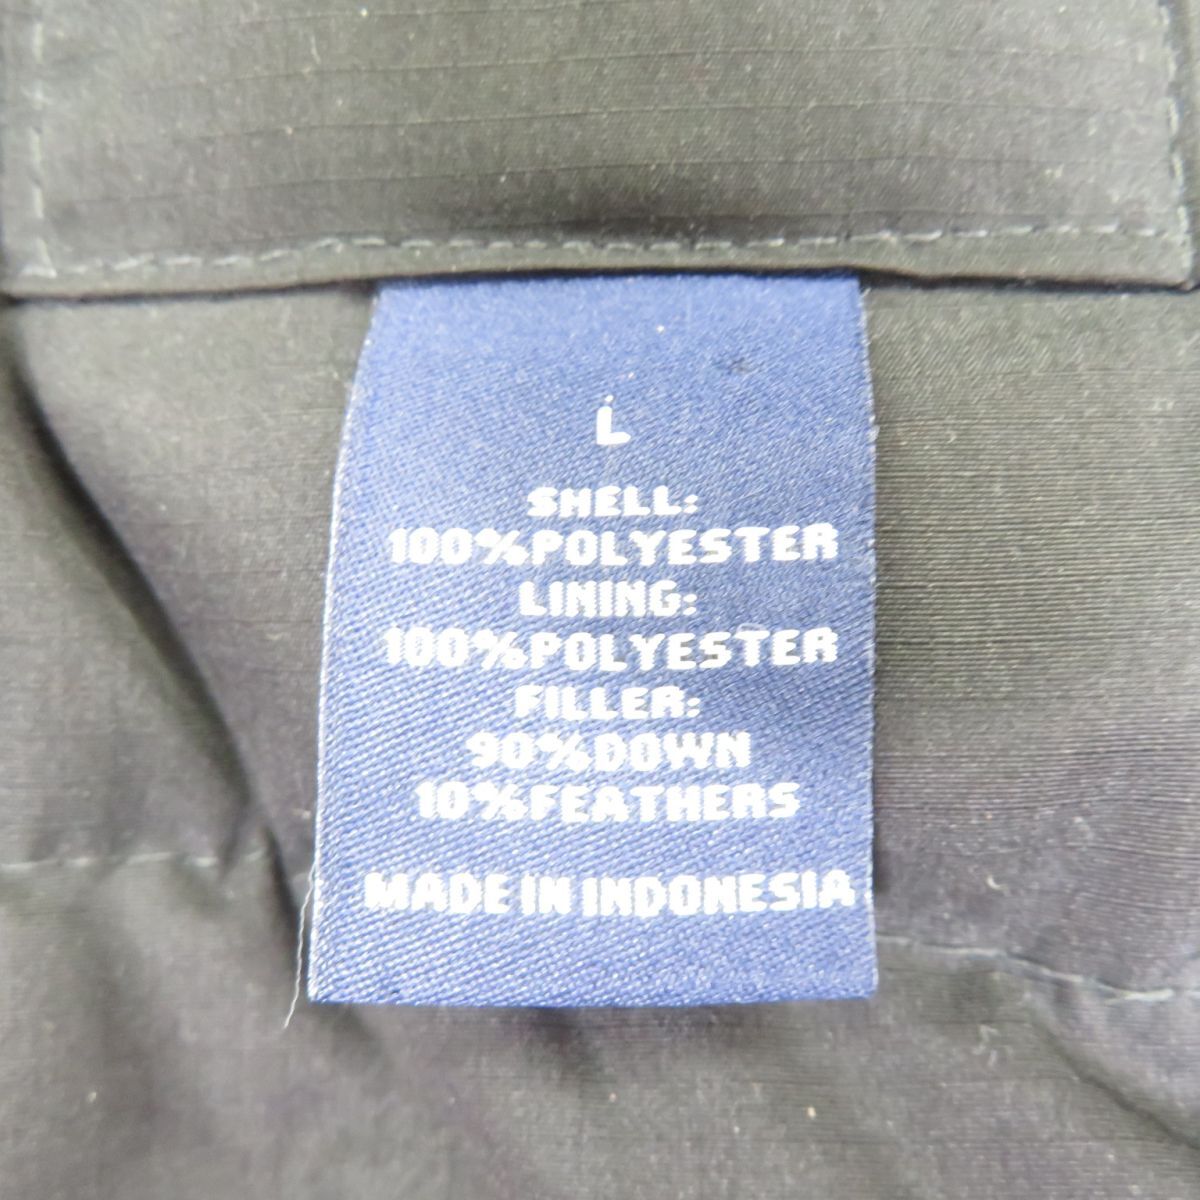 L
SHELL:
100%POLYESTER
LINING:
100%POLYESTER
FILLER:
90%DOWN
10%FEATHERS
MADE IN INDONESIA